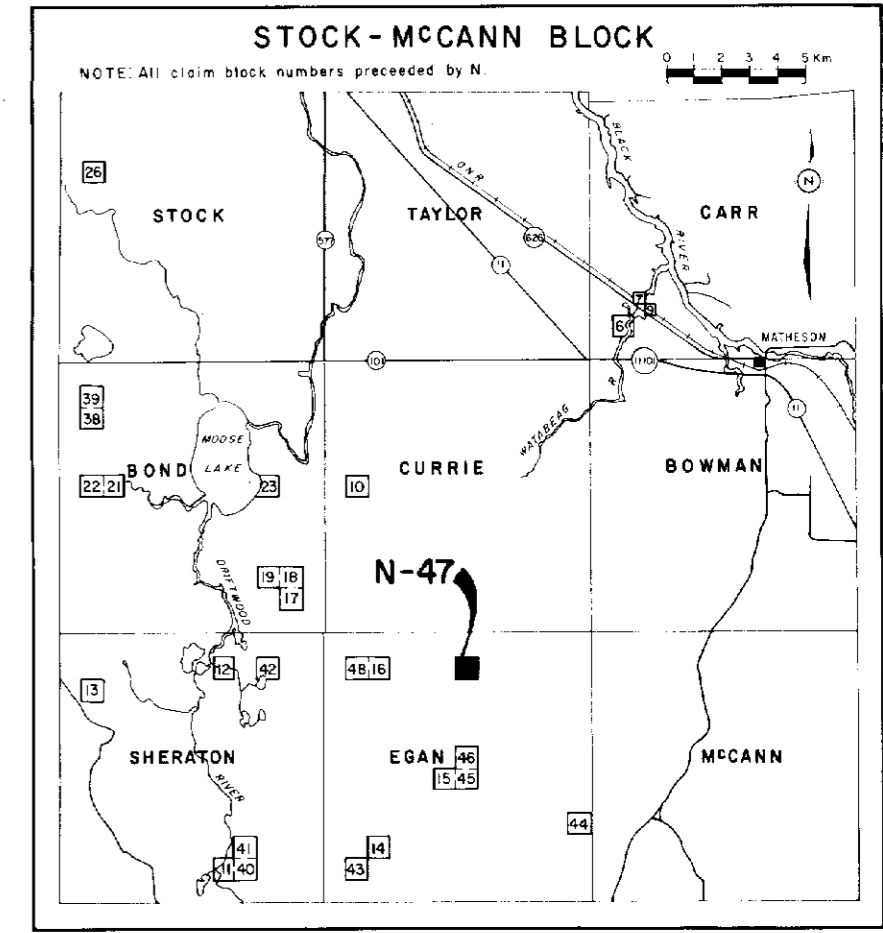 STOCK-McCANN BLOCK
NOTE: All claim block numbers preceeded by N.
0 1 2 3 4 5 Km
26
STOCK
TAYLOR
CARR
O.N.R.
BLACK
RIVER
N
577
626
11
7
9
6
MATHESON
101
11/101
11
39
38
MOOSE
LAKE
WATABEAG R
BOND
CURRIE
BOWMAN
22 21
23
10
19 18
17
DRIFTWOOD
N-47
12
42
48 16
13
SHERATON
EGAN
McCANN
46
15 45
RIVER
44
41
11 40
14
43